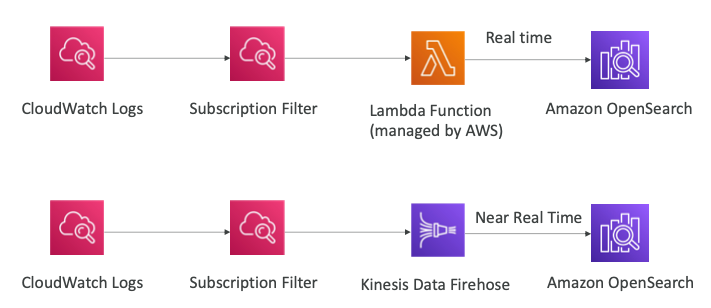 Real time
CloudWatch Logs
Subscription Filter
Lambda Function
(managed by AWS)
Amazon OpenSearch
Near Real Time
CloudWatch Logs
Subscription Filter
Kinesis Data Firehose
Amazon OpenSearch